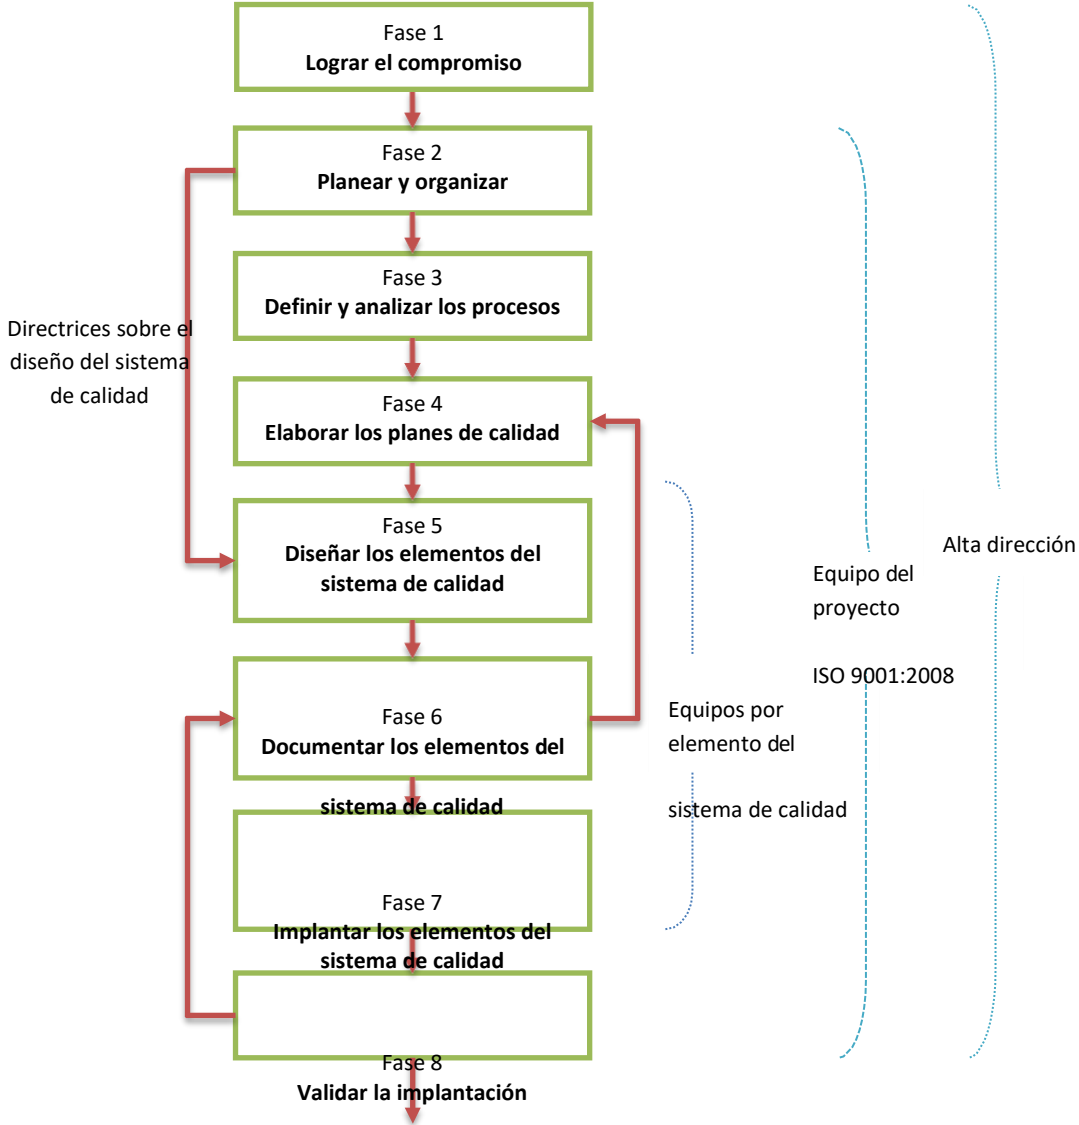 Fase 1
Lograr el compromiso
Fase 2
Planear y organizar
Fase 3
Definir y analizar los procesos
Directrices sobre el
diseño del sistema
de calidad
Fase 4
Elaborar los planes de calidad
Fase 5
Diseñar los elementos del
sistema de calidad
Alta dirección
Equipo del
proyecto
ISO 9001:2008
Equipos por
elemento del
sistema de calidad
Fase 6
Documentar los elementos del
sistema de calidad
Fase 7
Implantar los elementos del
sistema de calidad
Fase 8
Validar la implantación